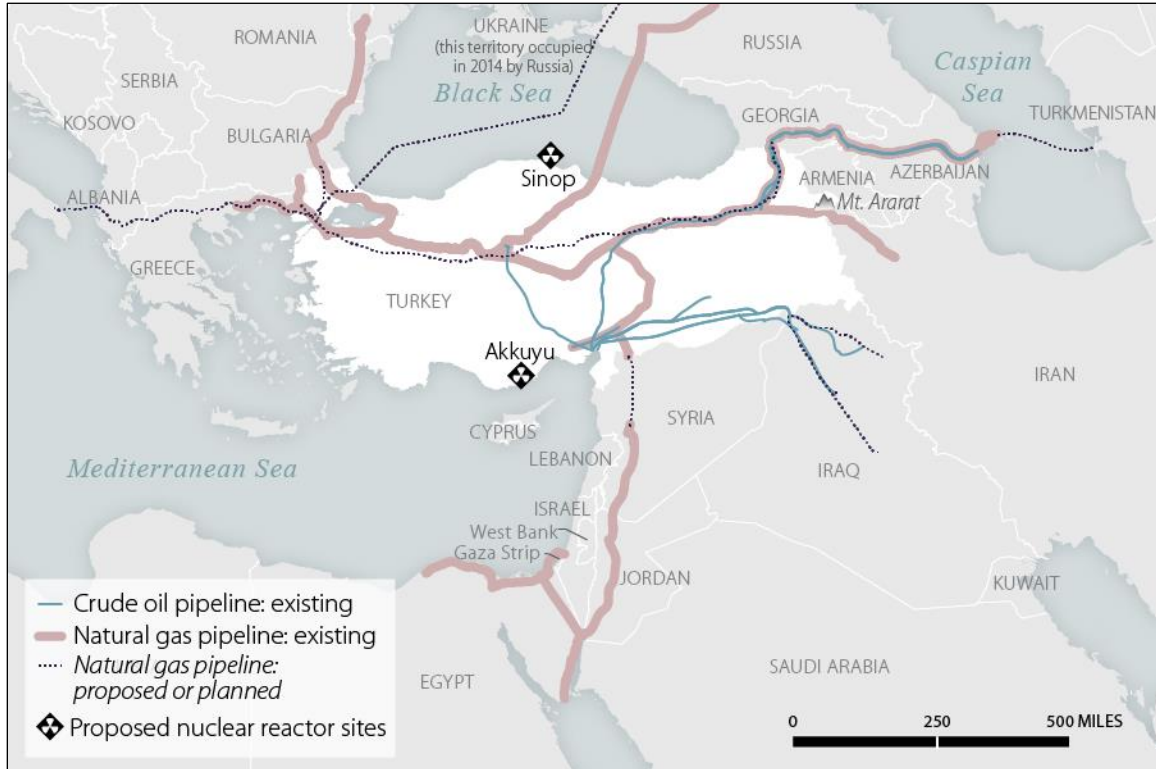 UKRAINE
(this territory occupied
in 2014 by Russia)
ROMANIA
RUSSIA
SERBIA
Caspian
Sea
Black Sea
TURKMENISTAN
KOSOVO
GEORGIA
BULGARIA
ARMENIA
AZERBAIJAN
Sinop
ALBANIA
Mt. Ararat
GREECE
TURKEY
Akkuyu
IRAN
SYRIA
CYPRUS
LEBANON
Mediterranean Sea
IRAQ
ISRAEL
West Bank
Gaza Strip
JORDAN
KUWAIT
SAUDI ARABIA
EGYPT
Crude oil pipeline: existing
Natural gas pipeline: existing
Natural gas pipeline:
proposed or planned
Proposed nuclear reactor sites
0 250 500 MILES